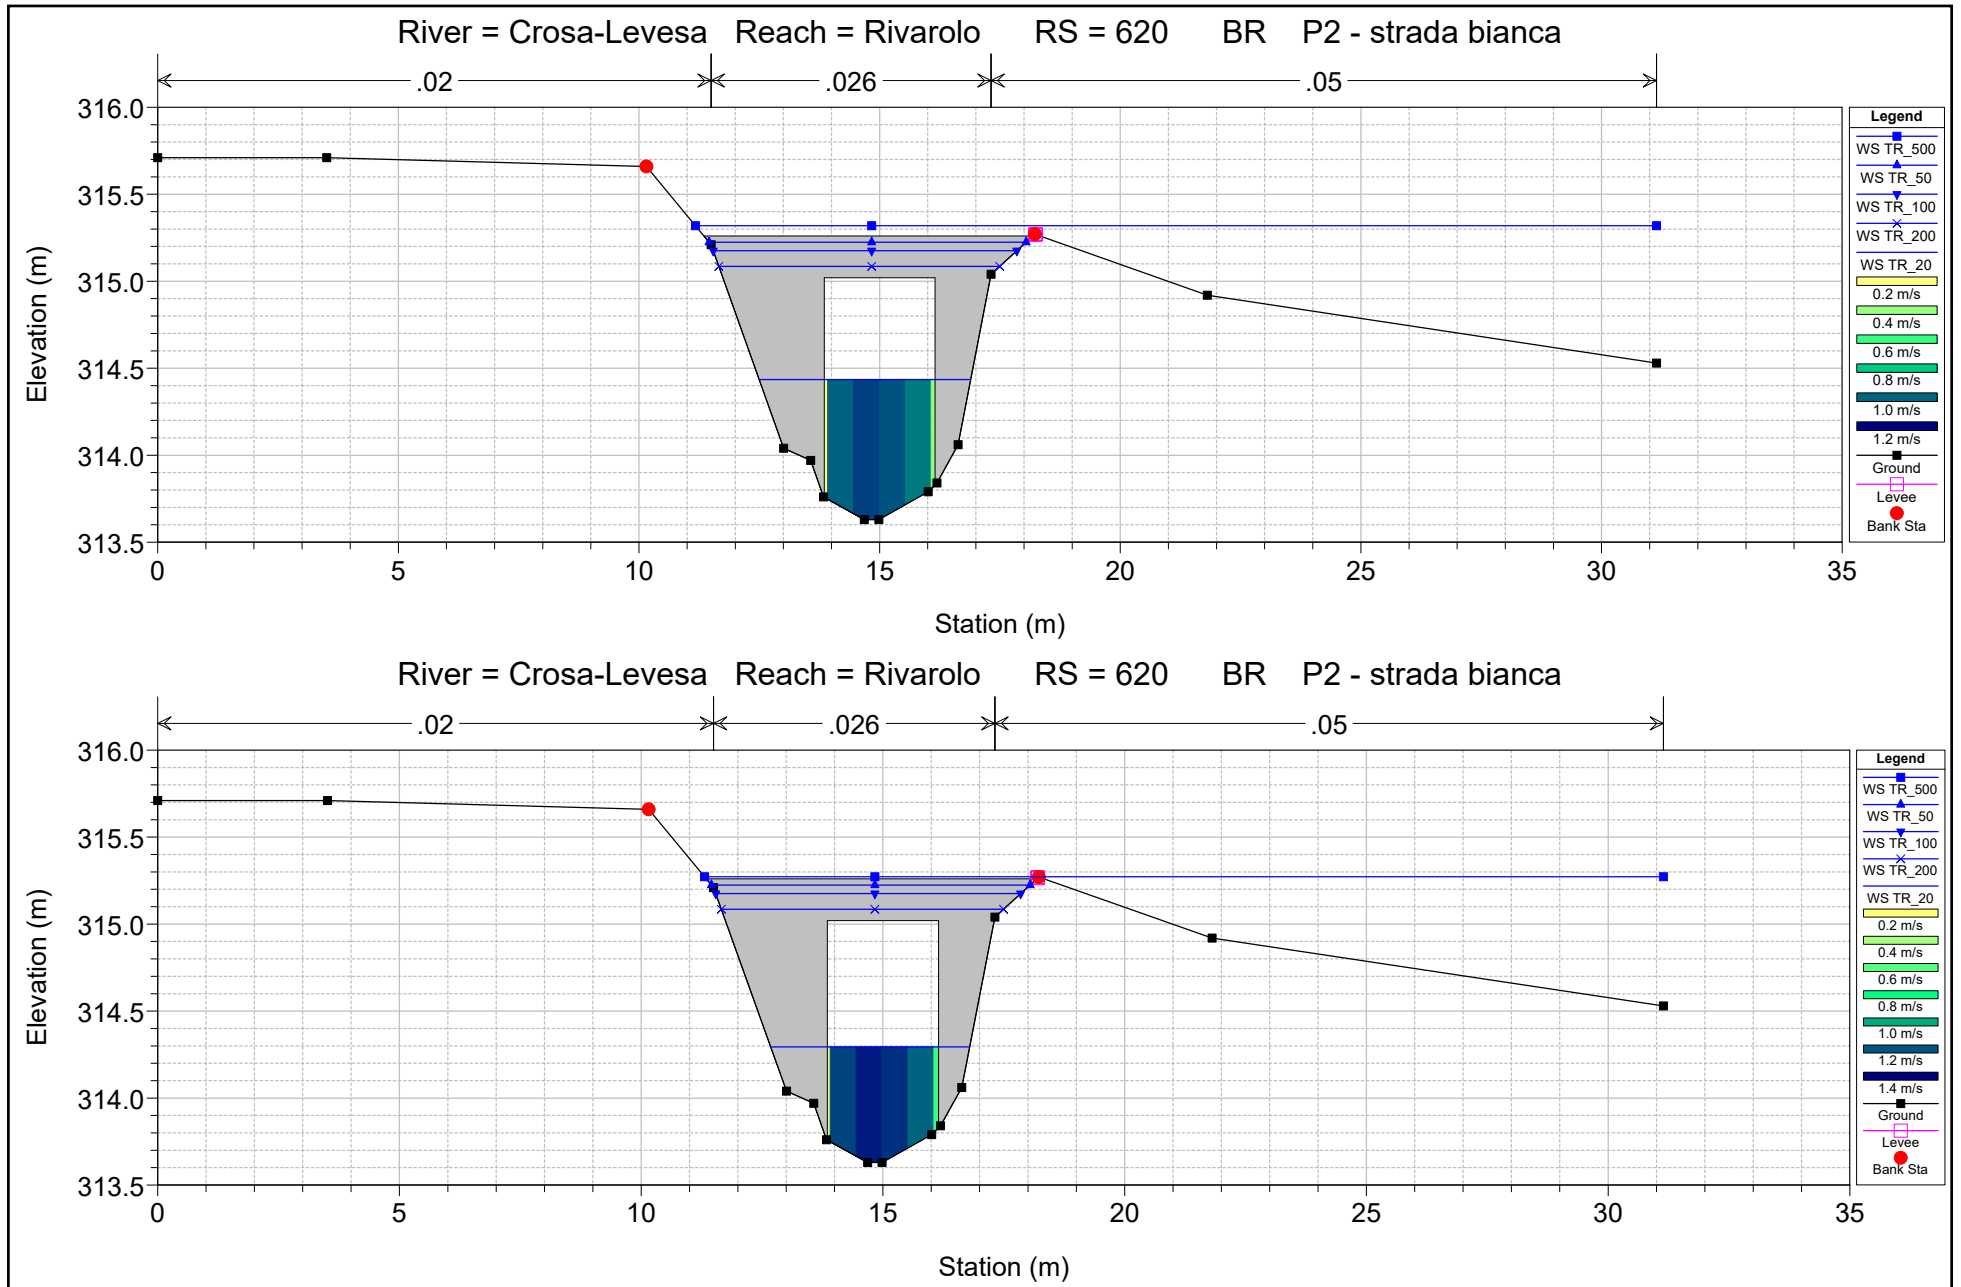 River = Crosa-Levesa Reach = Rivarolo RS = 620 BR P2 - strada bianca
.02 .026 .05
316.0
315.5
315.0
314.5
314.0
313.5
Elevation (m)
0 5 10 15 20 25 30 35
Station (m)
Legend
WS TR_500
WS TR_50
WS TR_100
WS TR_200
WS TR_20
0.2 m/s
0.4 m/s
0.6 m/s
0.8 m/s
1.0 m/s
1.2 m/s
Ground
Levee
Bank Sta
River = Crosa-Levesa Reach = Rivarolo RS = 620 BR P2 - strada bianca
.02 .026 .05
316.0
315.5
315.0
314.5
314.0
313.5
Elevation (m)
0 5 10 15 20 25 30 35
Station (m)
Legend
WS TR_500
WS TR_50
WS TR_100
WS TR_200
WS TR_20
0.2 m/s
0.4 m/s
0.6 m/s
0.8 m/s
1.0 m/s
1.2 m/s
1.4 m/s
Ground
Levee
Bank Sta